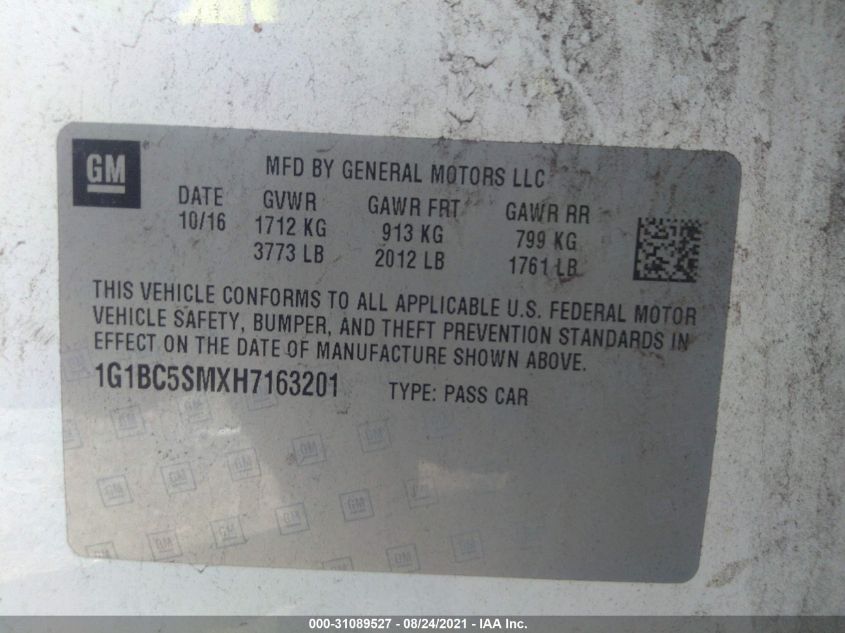 GM
MFD BY GENERAL MOTORS LLC
DATE GVWR GAWR FRT GAWR RR
10/16 1712 KG 913 KG 799 KG
3773 LB 2012 LB 1761 LB
THIS VEHICLE CONFORMS TO ALL APPLICABLE U.S. FEDERAL MOTOR
VEHICLE SAFETY, BUMPER, AND THEFT PREVENTION STANDARDS IN
EFFECT ON THE DATE OF MANUFACTURE SHOWN ABOVE.
1G1BC5SMXH7163201 TYPE: PASS CAR
000-31089527 - 08/24/2021 - IAA Inc.